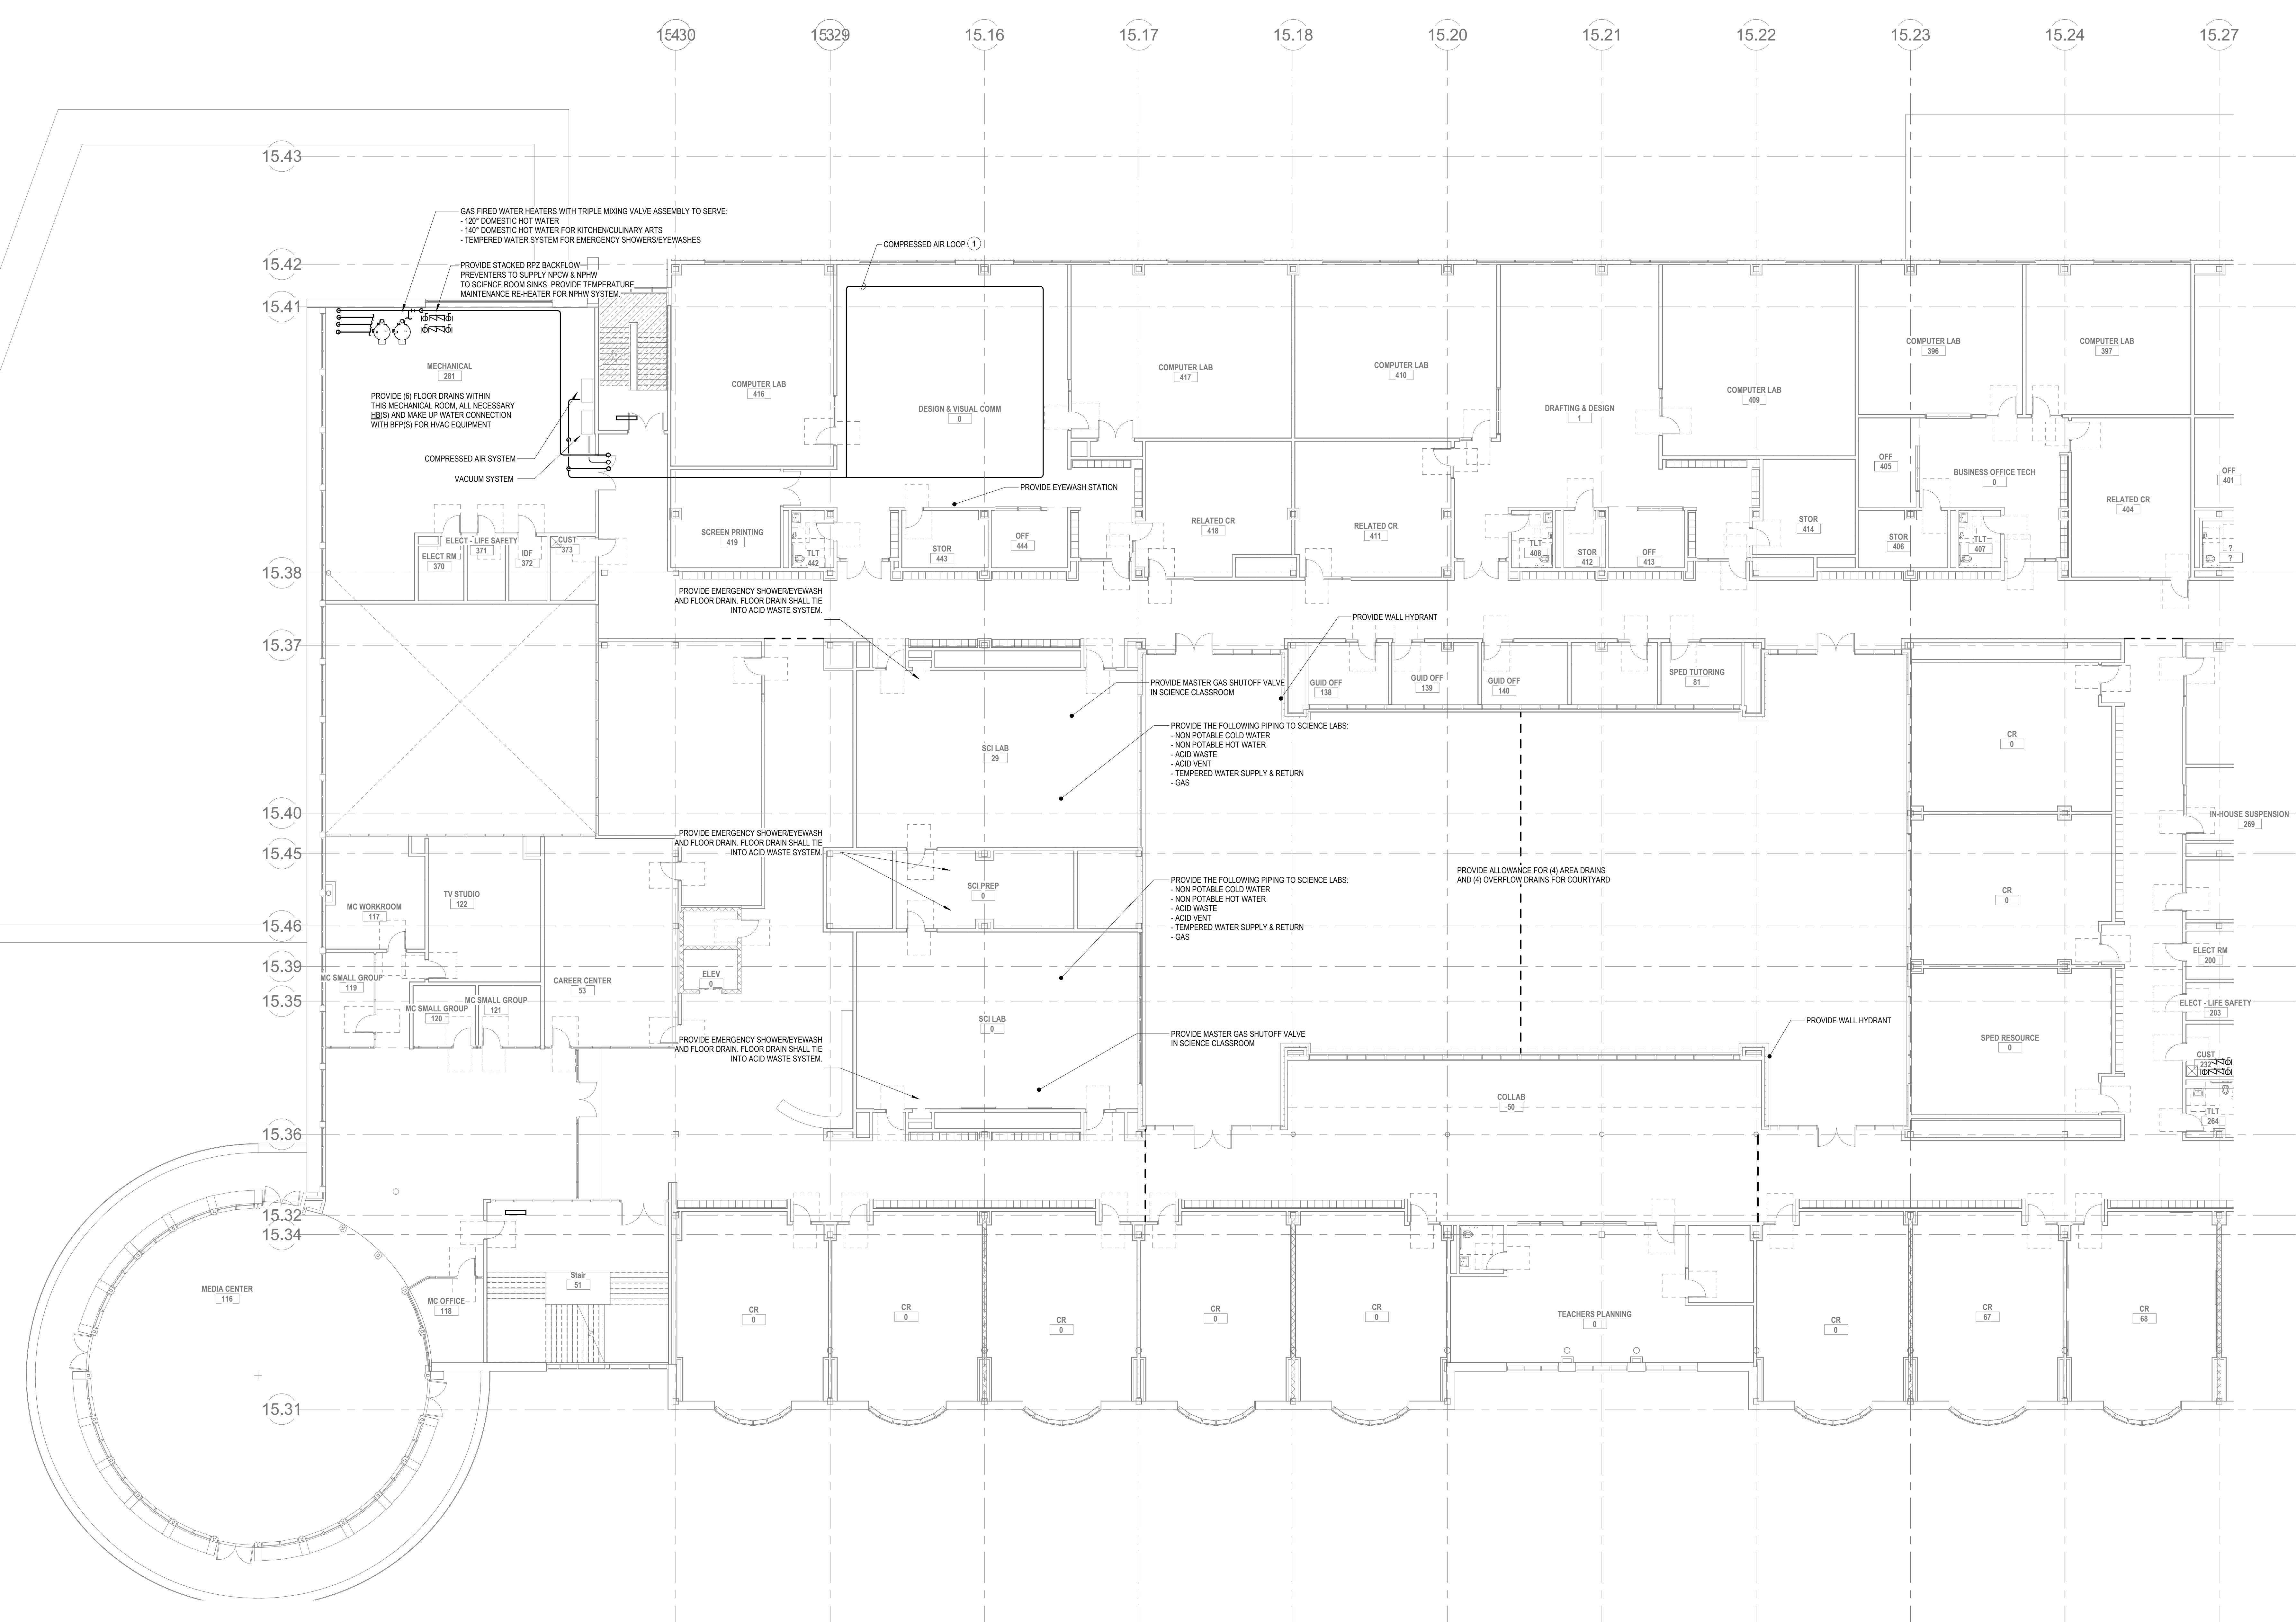 15.30
15.29
15.16
15.17
15.18
15.20
15.21
15.22
15.23
15.24
15.27
15.43
GAS FIRED WATER HEATERS WITH TRIPLE MIXING VALVE ASSEMBLY TO SERVE:
- 120° DOMESTIC HOT WATER
- 140° DOMESTIC HOT WATER FOR KITCHEN/CULINARY ARTS
- TEMPERED WATER SYSTEM FOR EMERGENCY SHOWERS/EYEWASHES
COMPRESSED AIR LOOP 1
15.42
PROVIDE STACKED RPZ BACKFLOW
PREVENTERS TO SUPPLY NPCW & NPHW
TO SCIENCE ROOM SINKS. PROVIDE TEMPERATURE
MAINTENANCE RE-HEATER FOR NPHW SYSTEM.
15.41
MECHANICAL
281
PROVIDE (6) FLOOR DRAINS WITHIN
THIS MECHANICAL ROOM, ALL NECESSARY
HB(S) AND MAKE UP WATER CONNECTION
WITH BFP(S) FOR HVAC EQUIPMENT
COMPRESSED AIR SYSTEM
VACUUM SYSTEM
COMPUTER LAB
416
DESIGN & VISUAL COMM
0
COMPUTER LAB
417
COMPUTER LAB
410
DRAFTING & DESIGN
1
COMPUTER LAB
409
COMPUTER LAB
396
COMPUTER LAB
397
OFF
405
BUSINESS OFFICE TECH
0
OFF
401
RELATED CR
404
PROVIDE EYEWASH STATION
SCREEN PRINTING
419
TLT
442
STOR
443
OFF
444
RELATED CR
418
RELATED CR
411
TLT
408
STOR
412
OFF
413
STOR
414
STOR
406
TLT
407
?
?
ELECT RM
370
ELECT - LIFE SAFETY
371
IDF
372
CUST
373
15.38
PROVIDE EMERGENCY SHOWER/EYEWASH
AND FLOOR DRAIN. FLOOR DRAIN SHALL TIE
INTO ACID WASTE SYSTEM.
PROVIDE WALL HYDRANT
15.37
PROVIDE MASTER GAS SHUTOFF VALVE
IN SCIENCE CLASSROOM
GUID OFF
138
GUID OFF
139
GUID OFF
140
SPED TUTORING
81
PROVIDE THE FOLLOWING PIPING TO SCIENCE LABS:
- NON POTABLE COLD WATER
- NON POTABLE HOT WATER
- ACID WASTE
- ACID VENT
- TEMPERED WATER SUPPLY & RETURN
- GAS
SCI LAB
29
CR
0
15.40
IN-HOUSE SUSPENSION
269
15.45
PROVIDE EMERGENCY SHOWER/EYEWASH
AND FLOOR DRAIN. FLOOR DRAIN SHALL TIE
INTO ACID WASTE SYSTEM.
SCI PREP
0
PROVIDE THE FOLLOWING PIPING TO SCIENCE LABS:
- NON POTABLE COLD WATER
- NON POTABLE HOT WATER
- ACID WASTE
- ACID VENT
- TEMPERED WATER SUPPLY & RETURN
- GAS
PROVIDE ALLOWANCE FOR (4) AREA DRAINS
AND (4) OVERFLOW DRAINS FOR COURTYARD
CR
0
MC WORKROOM
117
TV STUDIO
122
15.46
ELECT RM
200
15.39
MC SMALL GROUP
119
CAREER CENTER
53
ELEV
0
15.35
MC SMALL GROUP
120
MC SMALL GROUP
121
ELECT - LIFE SAFETY
203
SCI LAB
0
PROVIDE MASTER GAS SHUTOFF VALVE
IN SCIENCE CLASSROOM
PROVIDE WALL HYDRANT
SPED RESOURCE
0
PROVIDE EMERGENCY SHOWER/EYEWASH
AND FLOOR DRAIN. FLOOR DRAIN SHALL TIE
INTO ACID WASTE SYSTEM.
CUST
232
COLLAB
50
TLT
264
15.36
15.32
15.34
MEDIA CENTER
116
MC OFFICE
118
Stair
51
CR
0
CR
0
CR
0
CR
0
CR
0
TEACHERS PLANNING
0
CR
0
CR
67
CR
68
15.31